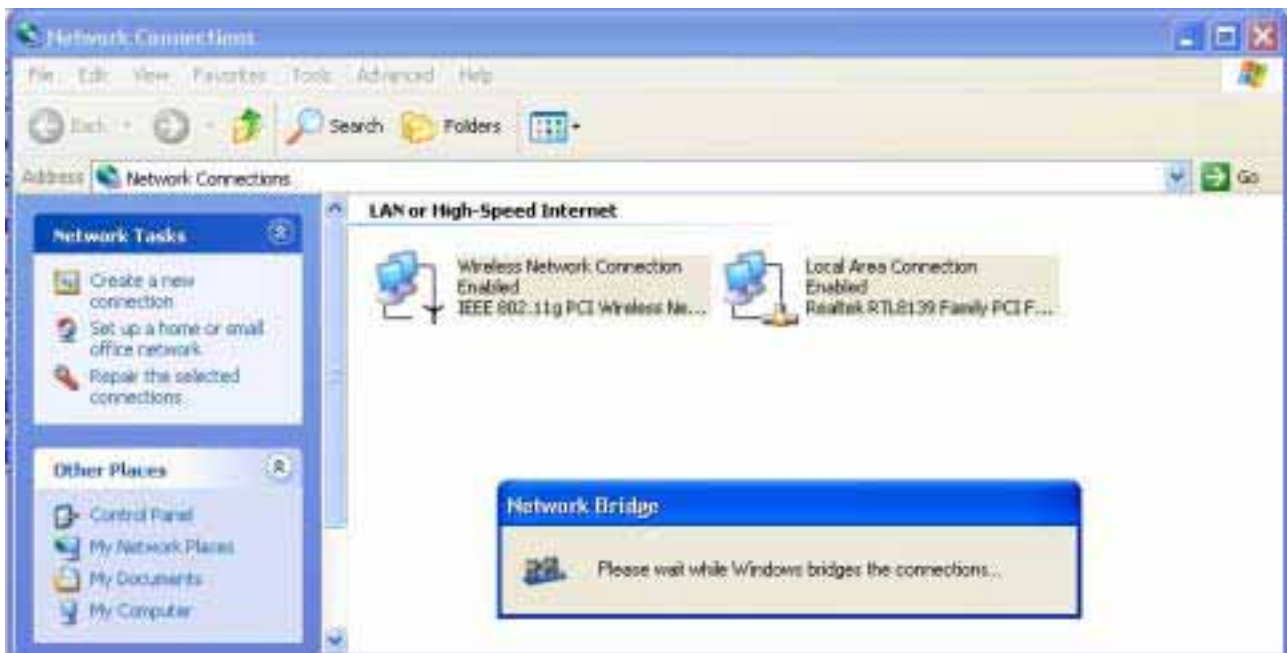 Network Connections
File Edit View Favorites Tools Advanced Help
Back Search Folders
Address Network Connections Go
Network Tasks
Create a new
connection
Set up a home or small
office network
Repair the selected
connections
Other Places
Control Panel
My Network Places
My Documents
My Computer
LAN or High-Speed Internet
Wireless Network Connection
Enabled
IEEE 802.11g PCI Wireless Ne...
Local Area Connection
Enabled
Realtek RTL8139 Family PCI F...
Network Bridge
Please wait while Windows bridges the connections...